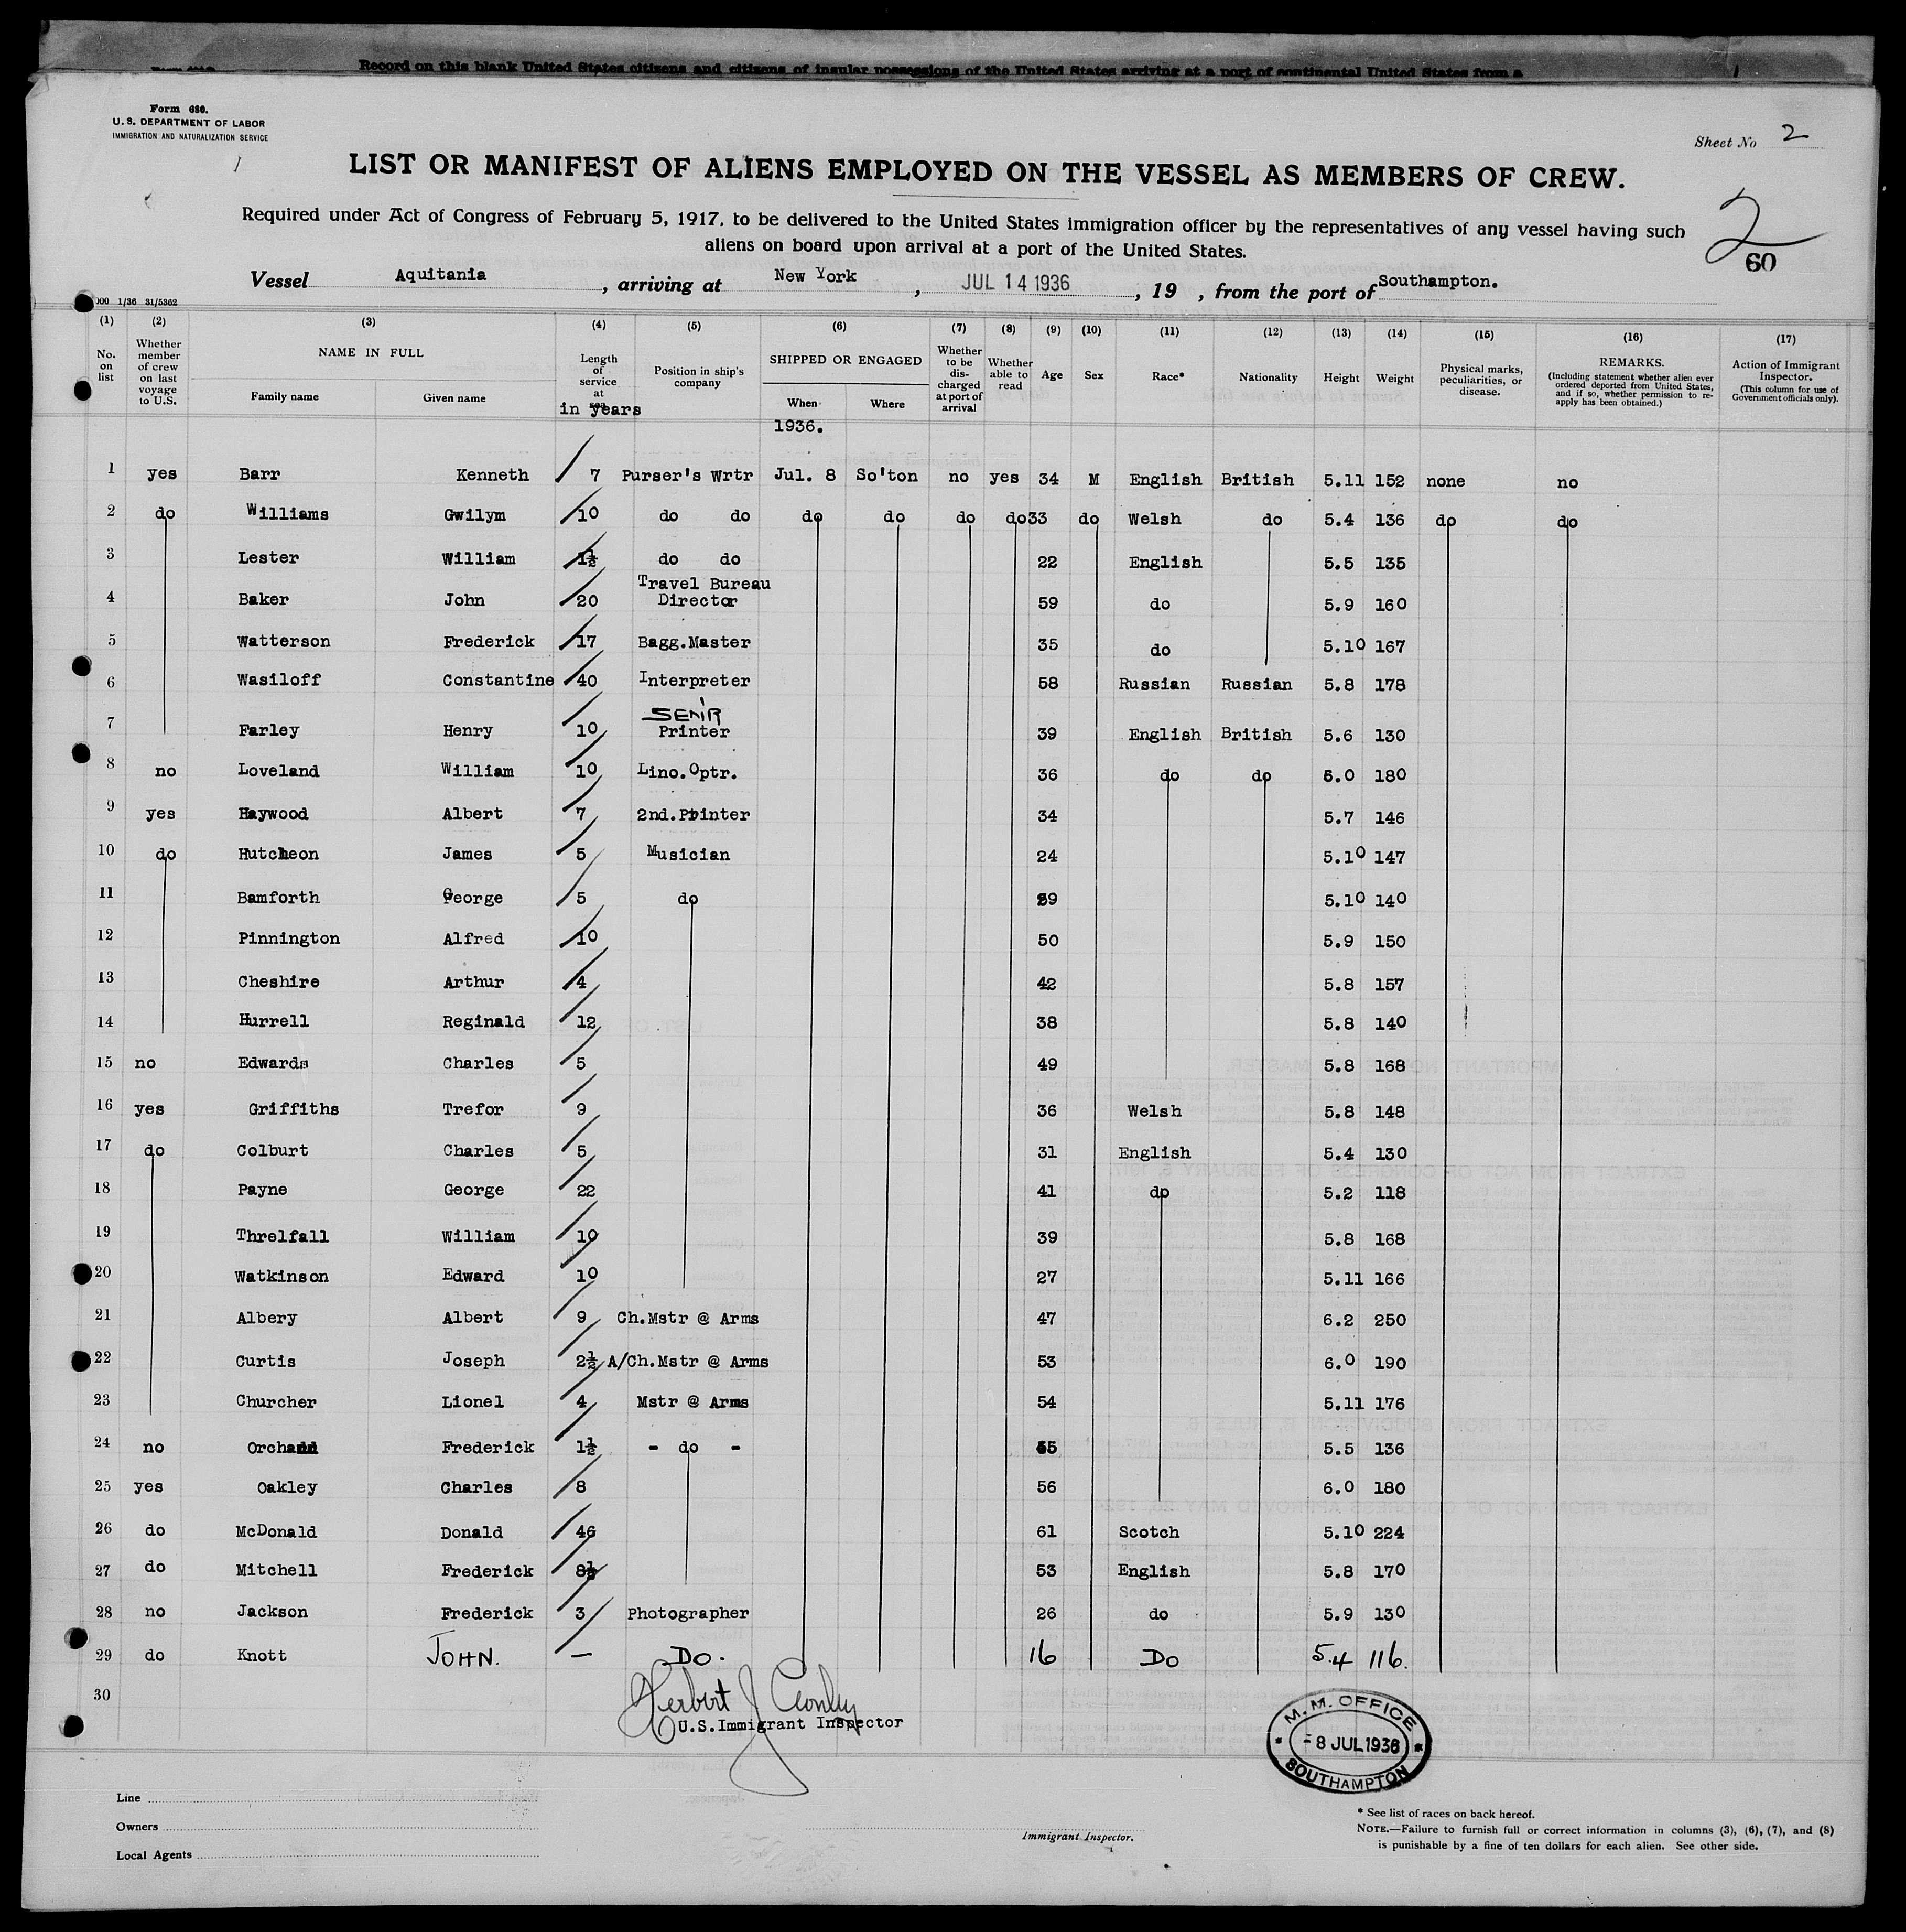 Record on this blank United States citizens and citizens of insular possessions of the United States arriving at a port of continental United States from a
Form 680.
U. S. DEPARTMENT OF LABOR
IMMIGRATION AND NATURALIZATION SERVICE
Sheet No 2
LIST OR MANIFEST OF ALIENS EMPLOYED ON THE VESSEL AS MEMBERS OF CREW.
Required under Act of Congress of February 5, 1917, to be delivered to the United States immigration officer by the representatives of any vessel having such
aliens on board upon arrival at a port of the United States.
2
60
Vessel Aquitania, arriving at New York, JUL 14 1936, 19 , from the port of Southampton.
000 1/36 31/5362
(1) (2) (3) (4) (5) (6) (7) (8) (9) (10) (11) (12) (13) (14) (15) (16) (17)
No. on list
Whether member of crew on last voyage to U.S.
NAME IN FULL
Family name Given name
Length of service at sea
in years
Position in ship's company
SHIPPED OR ENGAGED
When Where
1936.
Whether to be discharged at port of arrival
Whether able to read
Age Sex Race* Nationality Height Weight
Physical marks, peculiarities, or disease.
REMARKS.
(Including statement whether alien ever ordered deported from United States, and if so, whether permission to re-apply has been obtained.)
Action of Immigrant Inspector.
(This column for use of Government officials only).
1 yes Barr Kenneth 7 Purser's Wrtr Jul. 8 So'ton no yes 34 M English British 5.11 152 none no
2 do Williams Gwilym 10 do do do do do do 33 do Welsh do 5.4 136 do do
3 Lester William 1½ do do 22 English 5.5 135
4 Baker John 20 Travel Bureau Director 59 do 5.9 160
5 Watterson Frederick 17 Bagg.Master 35 do 5.10 167
6 Wasiloff Constantine 40 Interpreter 58 Russian Russian 5.8 178
7 Farley Henry 10 SENIR Printer 39 English British 5.6 130
8 no Loveland William 10 Lino.Optr. 36 do do 6.0 180
9 yes Haywood Albert 7 2nd.Printer 34 5.7 146
10 do Hutcheon James 5 Musician 24 5.10 147
11 Bamforth George 5 do 5.10 140
12 Pinnington Alfred 10 50 5.9 150
13 Cheshire Arthur 4 42 5.8 157
14 Hurrell Reginald 12 38 5.8 140
15 no Edwards Charles 5 49 5.8 168
16 yes Griffiths Trefor 9 36 Welsh 5.8 148
17 do Colburt Charles 5 31 English 5.4 130
18 Payne George 22 41 do 5.2 118
19 Threlfall William 10 39 5.8 168
20 Watkinson Edward 10 27 5.11 166
21 Albery Albert 9 Ch.Mstr @ Arms 47 6.2 250
22 Curtis Joseph 2½ A/Ch.Mstr @ Arms 53 6.0 190
23 Churcher Lionel 4 Mstr @ Arms 54 5.11 176
24 no Frederick 1½ - do - 5.5 136
25 yes Oakley Charles 8 56 6.0 180
26 do McDonald Donald 46 61 Scotch 5.10 224
27 do Mitchell Frederick 8½ 53 English 5.8 170
28 no Jackson Frederick 3 Photographer 26 do 5.9 130
29 do Knott JOHN. — DO. 16 DO 5.4 116.
30
Herbert J Conley
U.S.Immigrant Inspector
M. M. OFFICE
-8 JUL 1936
SOUTHAMPTON
Line
Owners
Local Agents
Immigrant Inspector.
* See list of races on back hereof.
NOTE.—Failure to furnish full or correct information in columns (3), (6), (7), and (8)
is punishable by a fine of ten dollars for each alien. See other side.